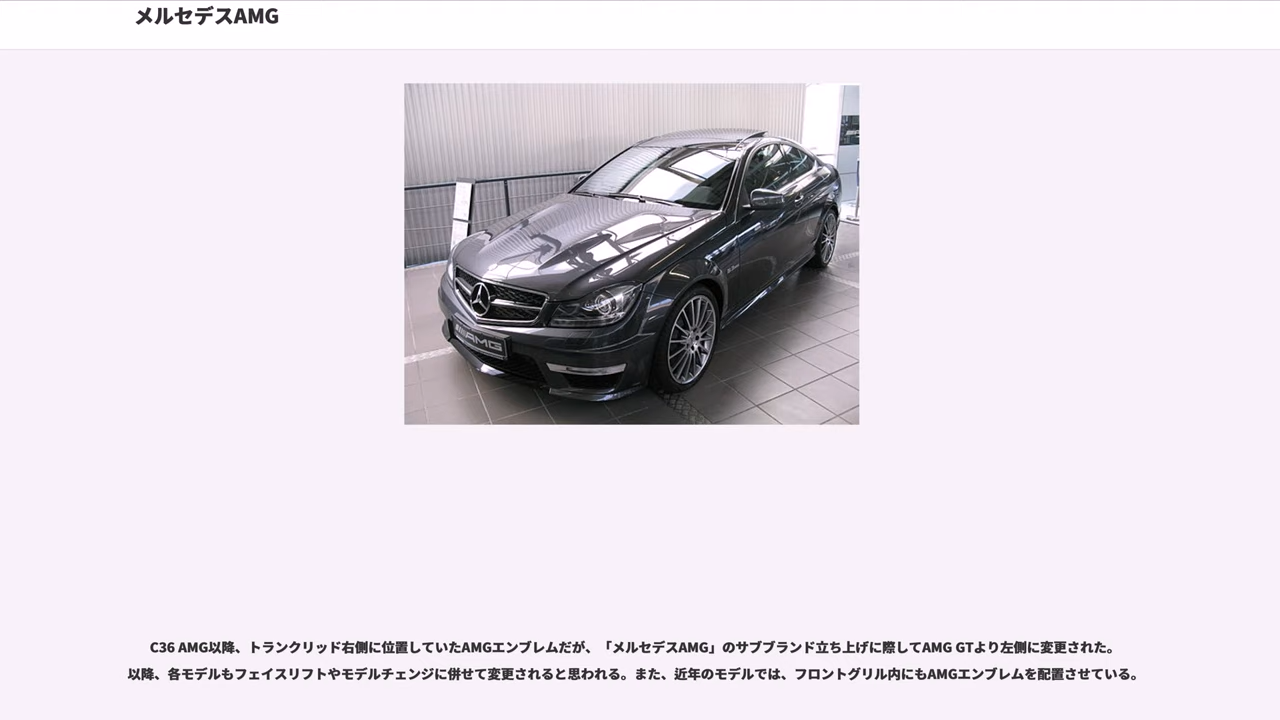 メルセデスAMG
AMG
C36 AMG以降、トランクリッド右側に位置していたAMGエンブレムだが、「メルセデスAMG」のサブブランド立ち上げに際してAMG GTより左側に変更された。
以降、各モデルもフェイスリフトやモデルチェンジに併せて変更されると思われる。また、近年のモデルでは、フロントグリル内にもAMGエンブレムを配置させている。